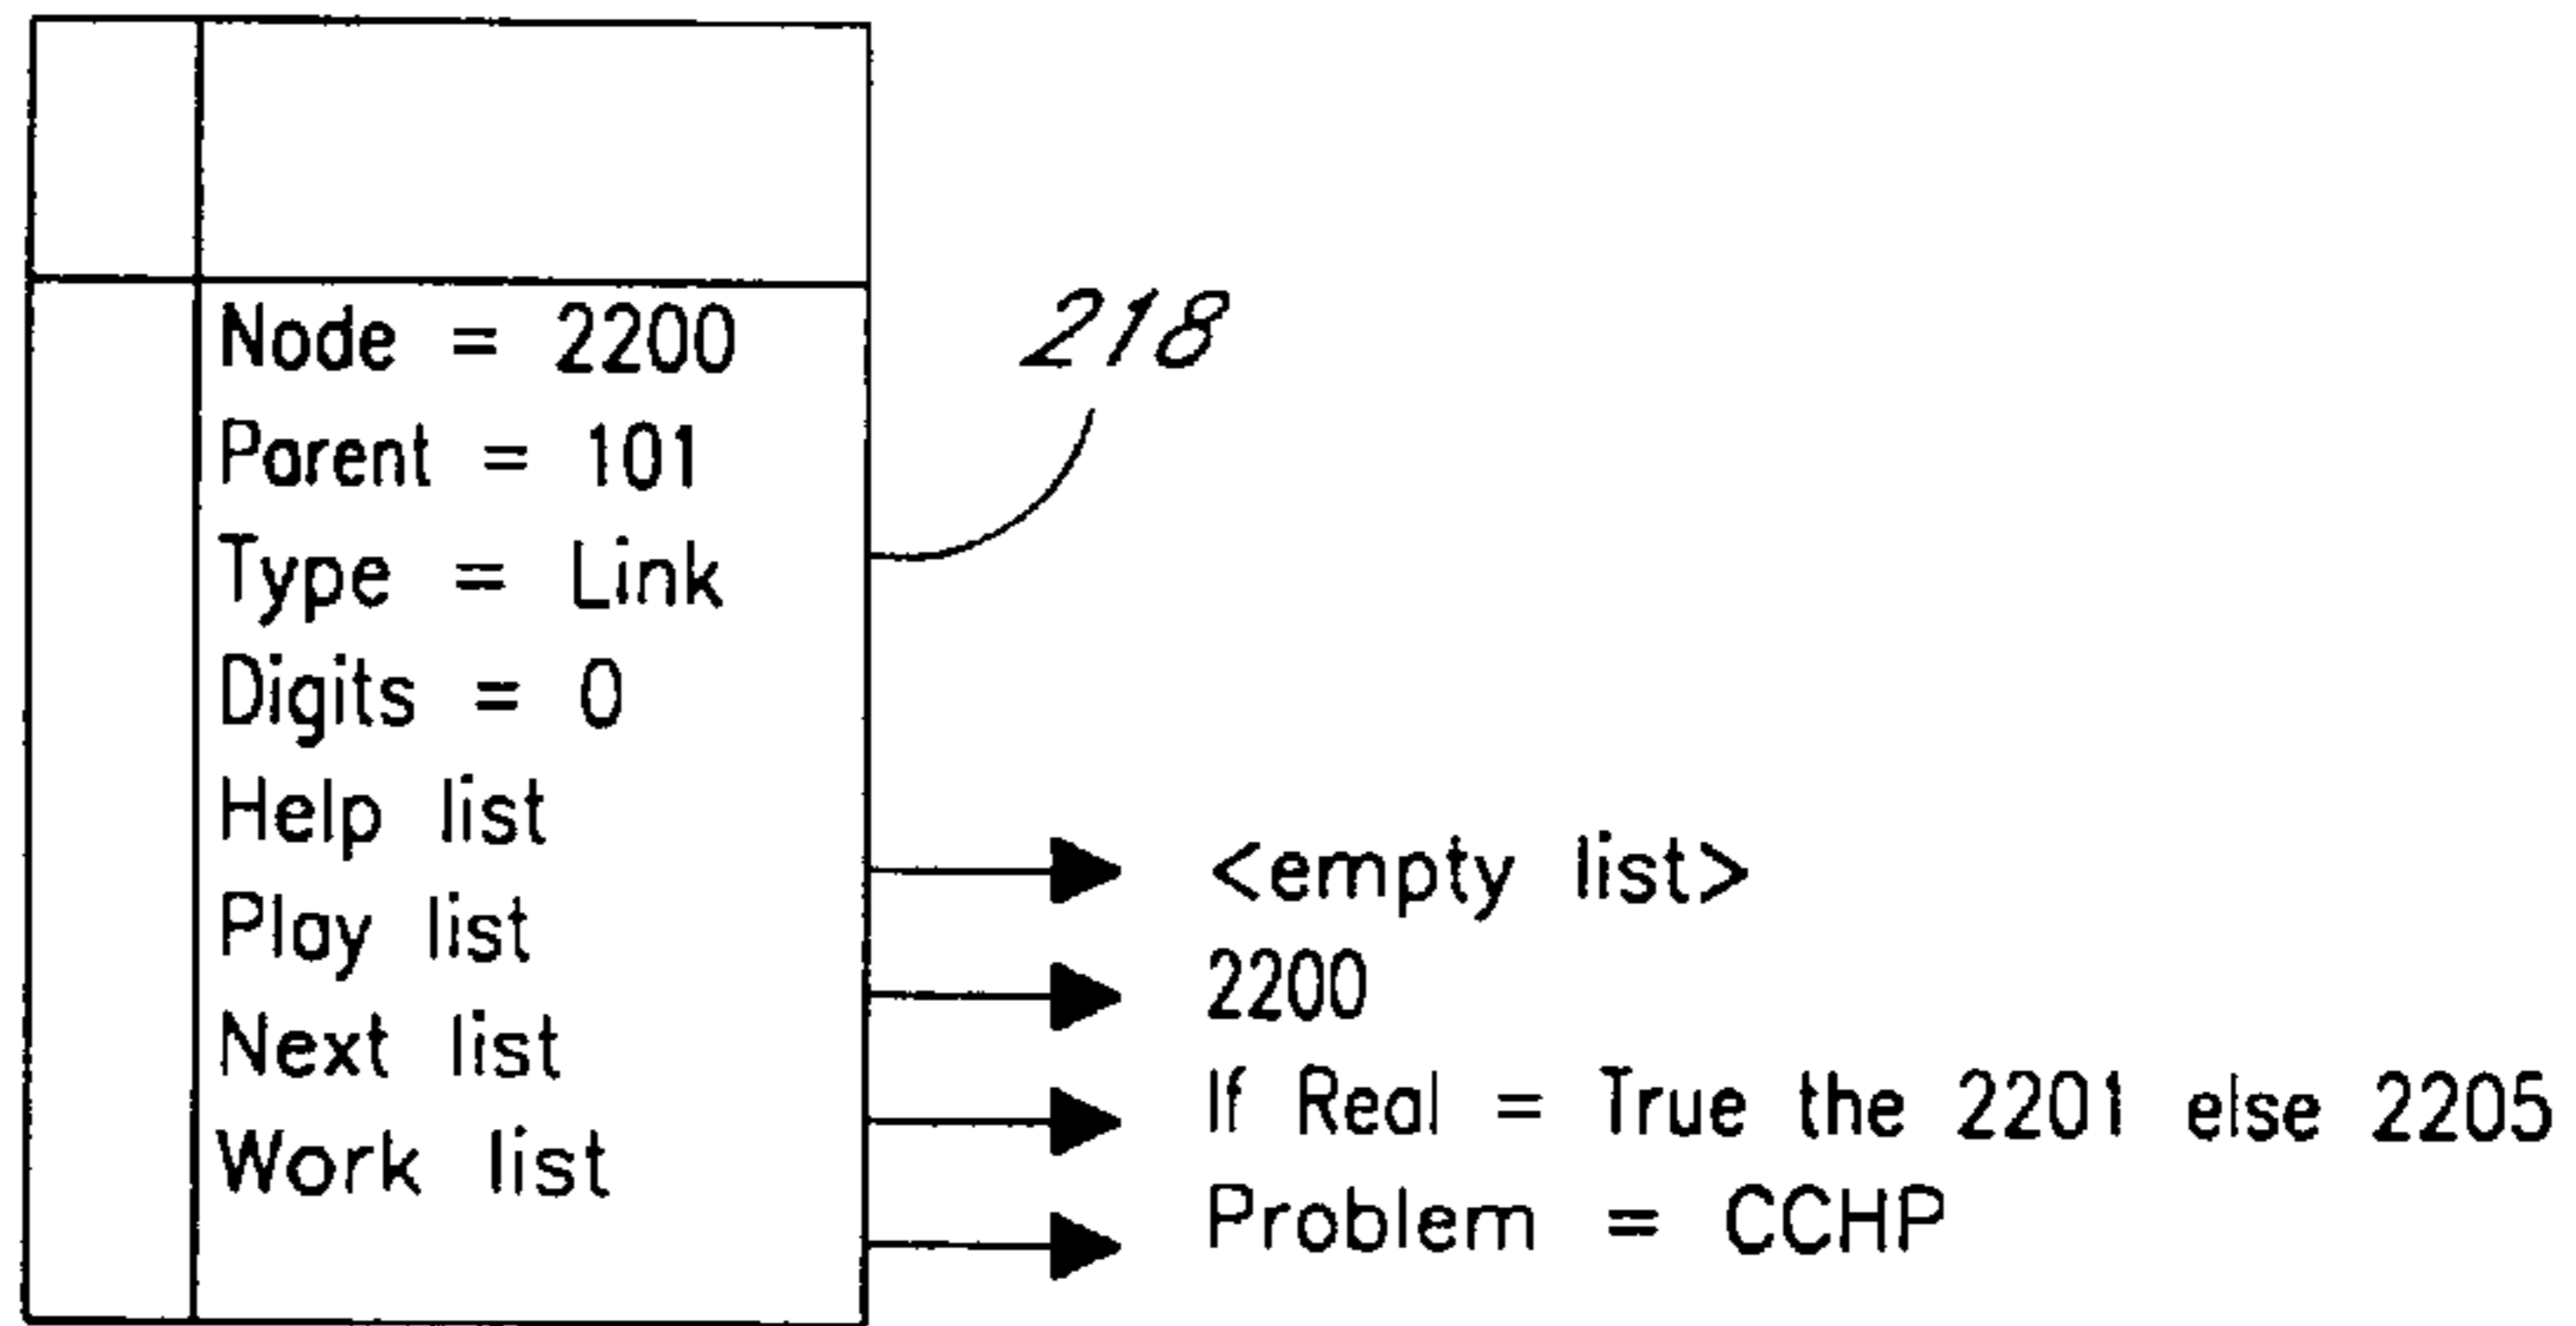 Node = 2200
218
Parent = 101
Type = Link
Digits = 0
Help list
<empty list>
Play list
2200
Next list
If Real = True the 2201 else 2205
Work list
Problem = CCHP